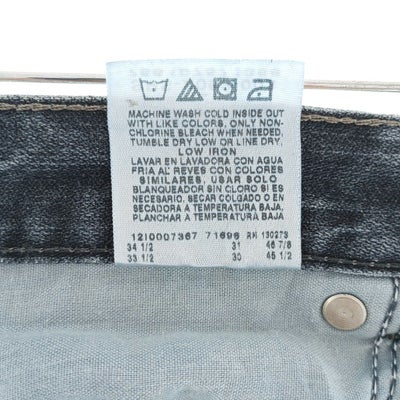 MACHINE WASH COLD INSIDE OUT
WITH LIKE COLORS, ONLY NON-
CHLORINE BLEACH WHEN NEEDED,
TUMBLE DRY LOW OR LINE DRY,
LOW IRON
LAVAR EN LAVADORA CON AGUA
FRIA AL REVES CON COLORES
SIMILARES, USAR SOLO
BLANQUEADOR SIN CLORO SI ES
NECESARIO, SECAR COLGADO O EN
SECADORA A TEMPERATURA BAJA,
PLANCHAR A TEMPERATURA BAJA
1210007367 71696 RN 130273
34 1/2 31 46 7/8
33 1/2 30 45 1/2